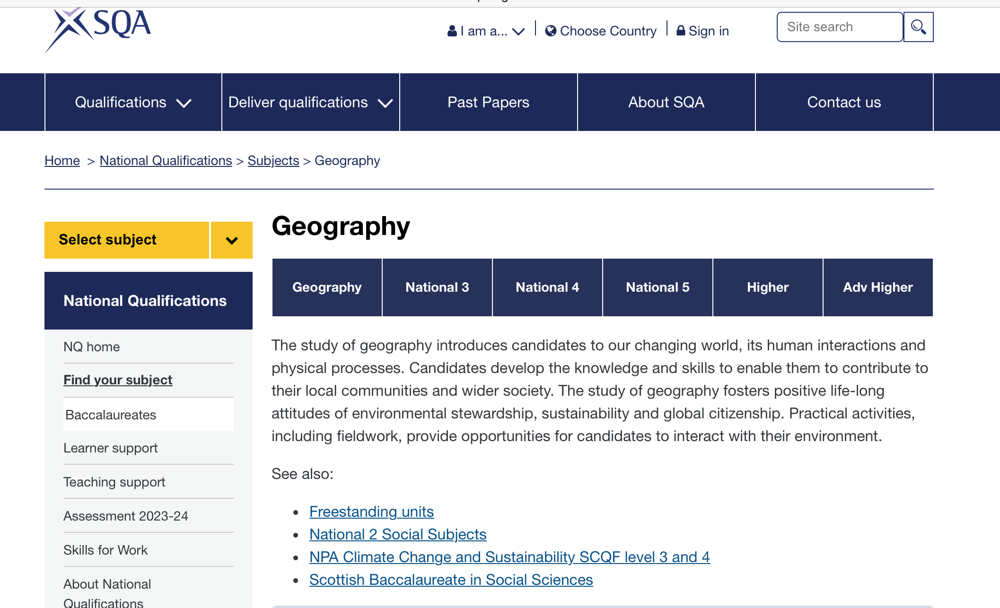 SQA
I am a...
Choose Country
Sign in
Site search
Qualifications
Deliver qualifications
Past Papers
About SQA
Contact us
Home > National Qualifications > Subjects > Geography
Select subject
National Qualifications
NQ home
Find your subject
Baccalaureates
Learner support
Teaching support
Assessment 2023-24
Skills for Work
About National
Qualifications
Geography
Geography
National 3
National 4
National 5
Higher
Adv Higher
The study of geography introduces candidates to our changing world, its human interactions and
physical processes. Candidates develop the knowledge and skills to enable them to contribute to
their local communities and wider society. The study of geography fosters positive life-long
attitudes of environmental stewardship, sustainability and global citizenship. Practical activities,
including fieldwork, provide opportunities for candidates to interact with their environment.
See also:
• Freestanding units
• National 2 Social Subjects
• NPA Climate Change and Sustainability SCQF level 3 and 4
• Scottish Baccalaureate in Social Sciences